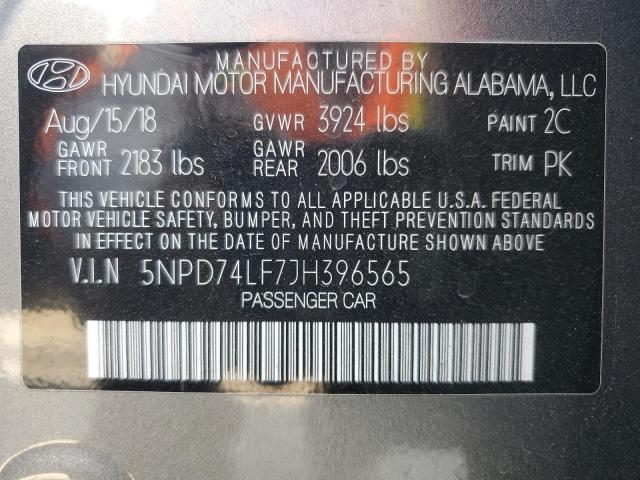 MANUFACTURED BY
HYUNDAI MOTOR MANUFACTURING ALABAMA, LLC
Aug/15/18 GVWR 3924 lbs PAINT 2C
GAWR FRONT 2183 lbs GAWR REAR 2006 lbs TRIM PK
THIS VEHICLE CONFORMS TO ALL APPLICABLE U.S.A. FEDERAL
MOTOR VEHICLE SAFETY, BUMPER, AND THEFT PREVENTION STANDARDS
IN EFFECT ON THE DATE OF MANUFACTURE SHOWN ABOVE.
V.I.N 5NPD74LF7JH396565
PASSENGER CAR